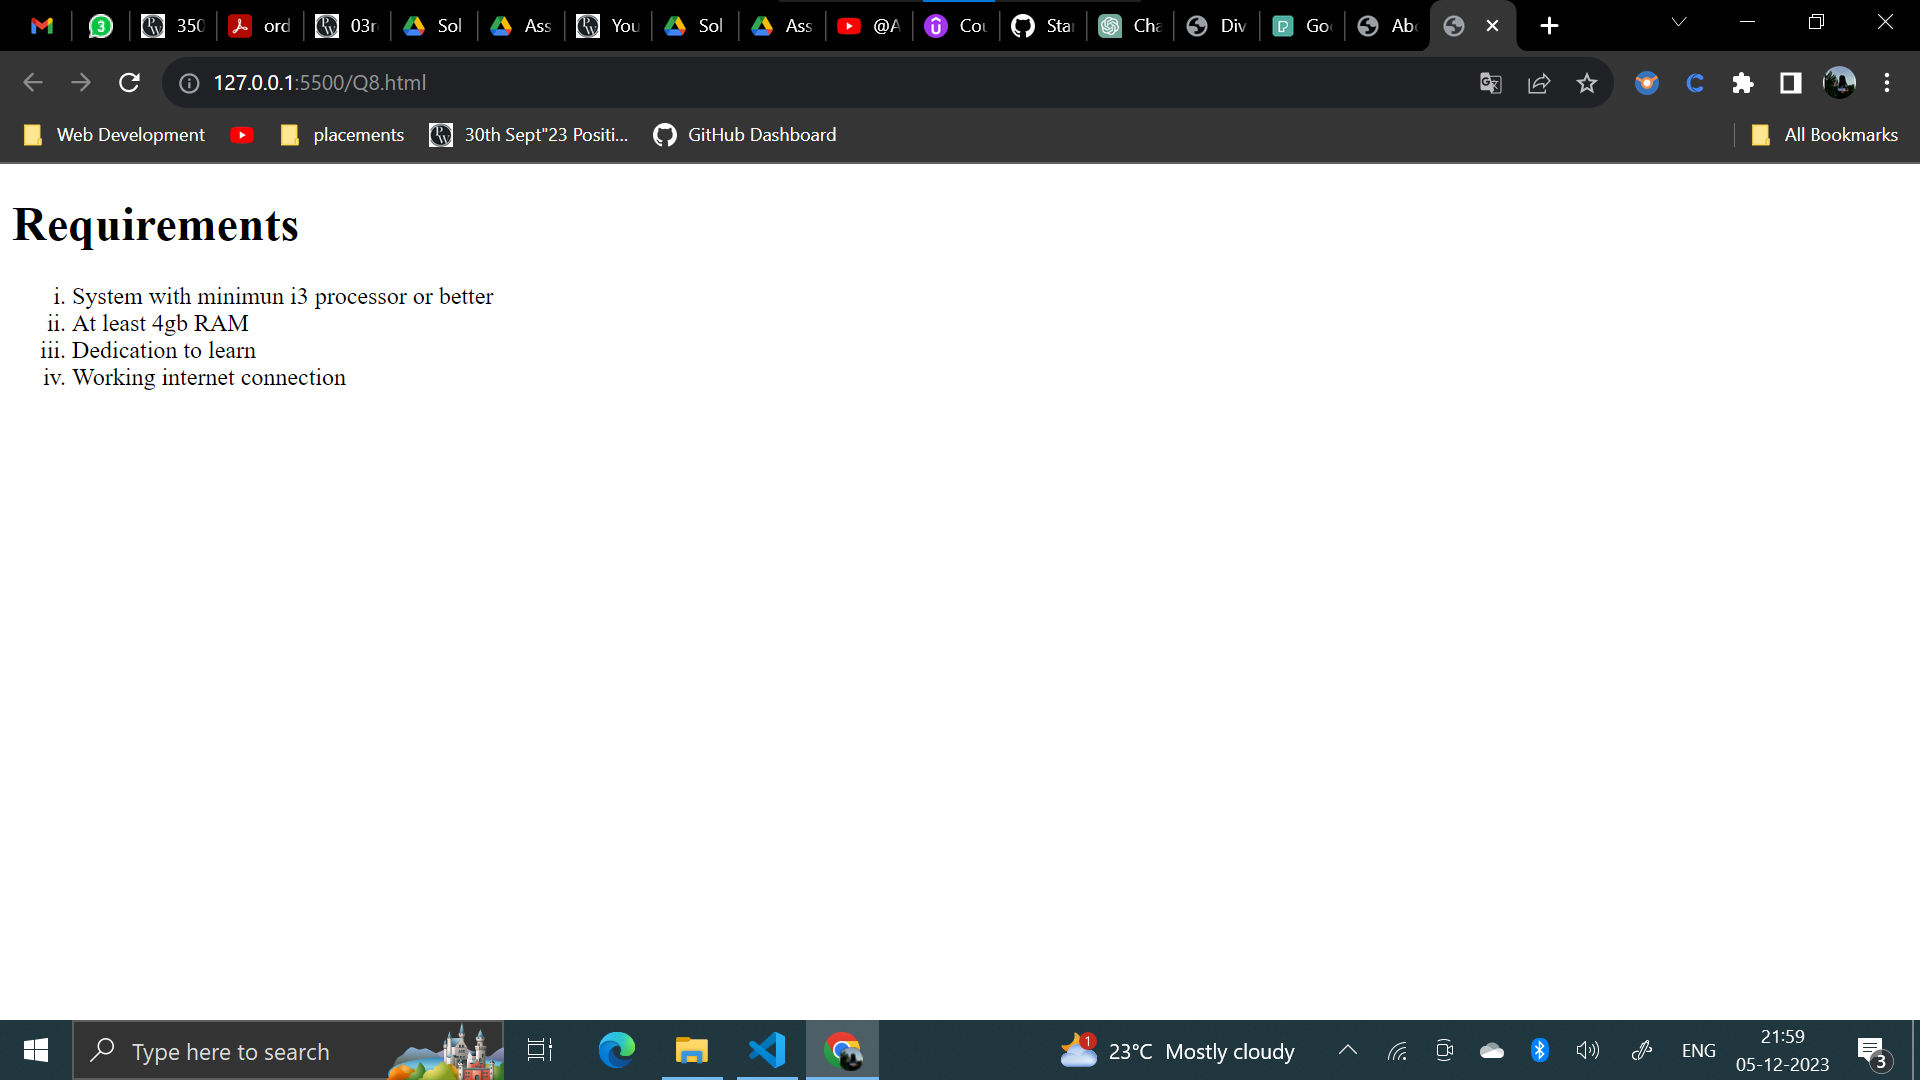 3 350 ord 03r Sol Ass You Sol Ass @A Cou Sta Cha Div Goo Abo
127.0.0.1:5500/Q8.html
Web Development placements 30th Sept"23 Positi... GitHub Dashboard All Bookmarks
Requirements
i. System with minimun i3 processor or better
ii. At least 4gb RAM
iii. Dedication to learn
iv. Working internet connection
Type here to search
1 23°C Mostly cloudy ENG 21:59
05-12-2023 3